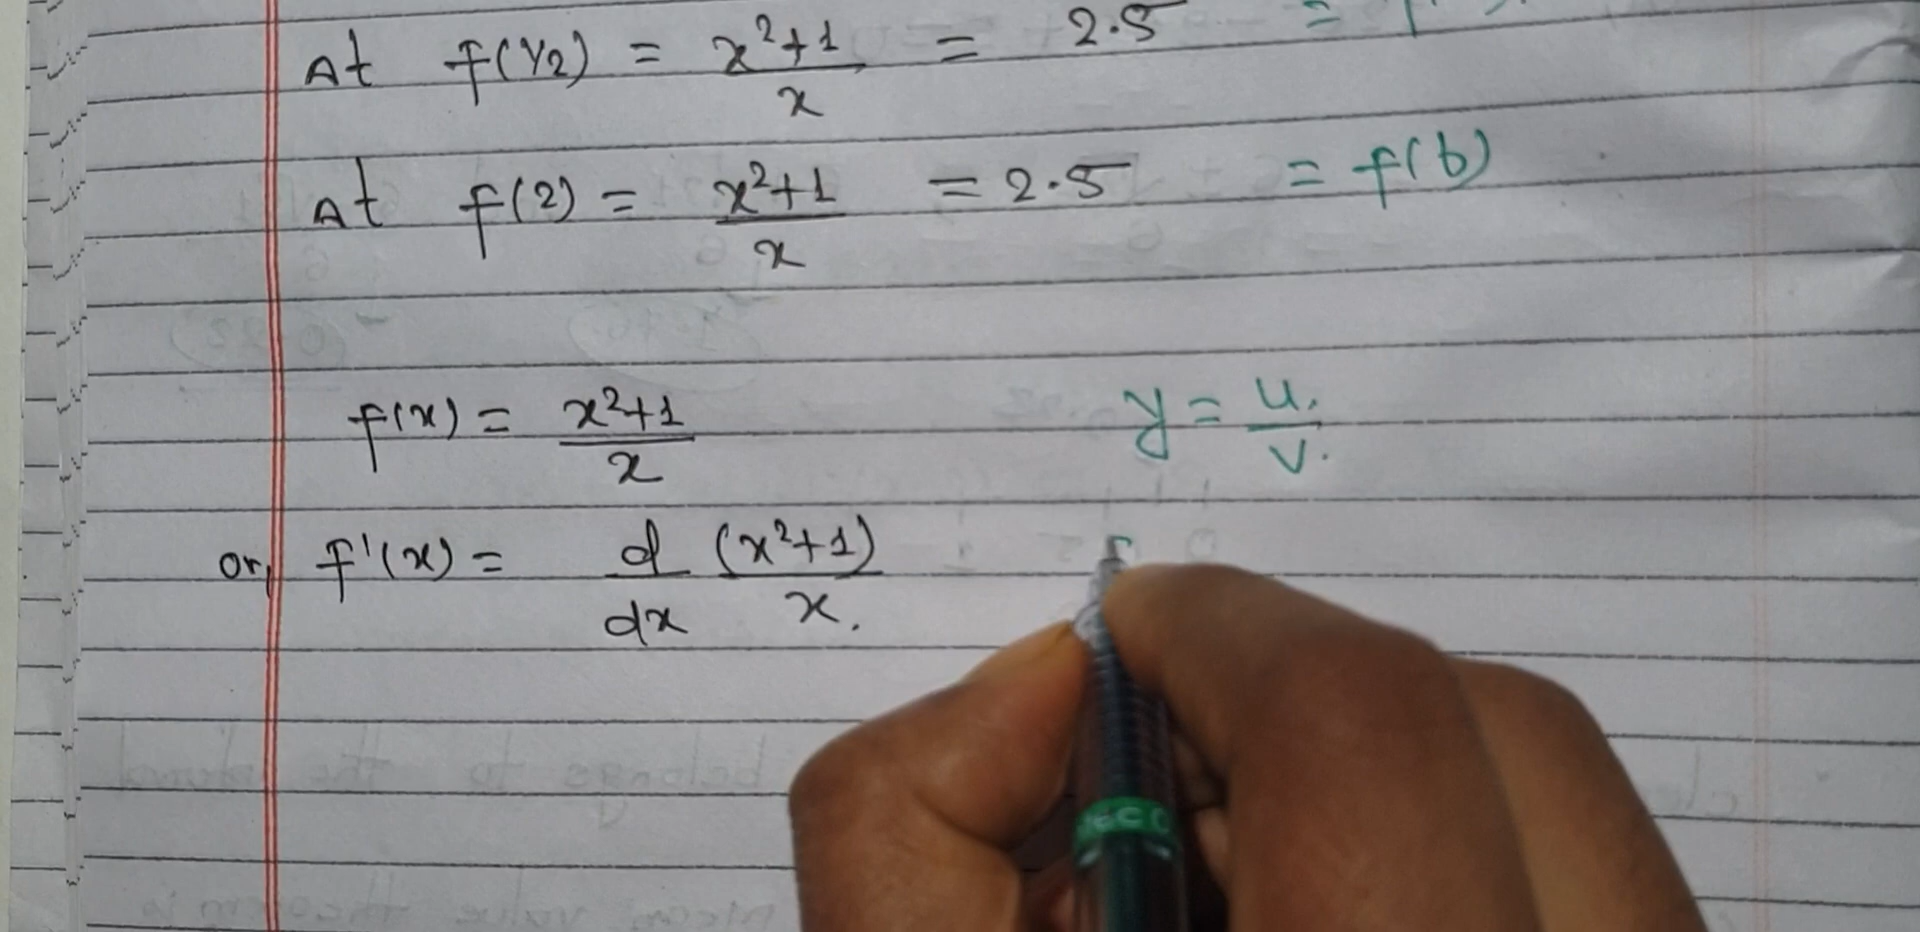 At f(1/2) = x²+1/x = 2.5 =
At f(2) = x²+1/x = 2.5 = f(b)
f(x) = x²+1/x y = u./v.
or, f'(x) = d/dx (x²+1)/x.